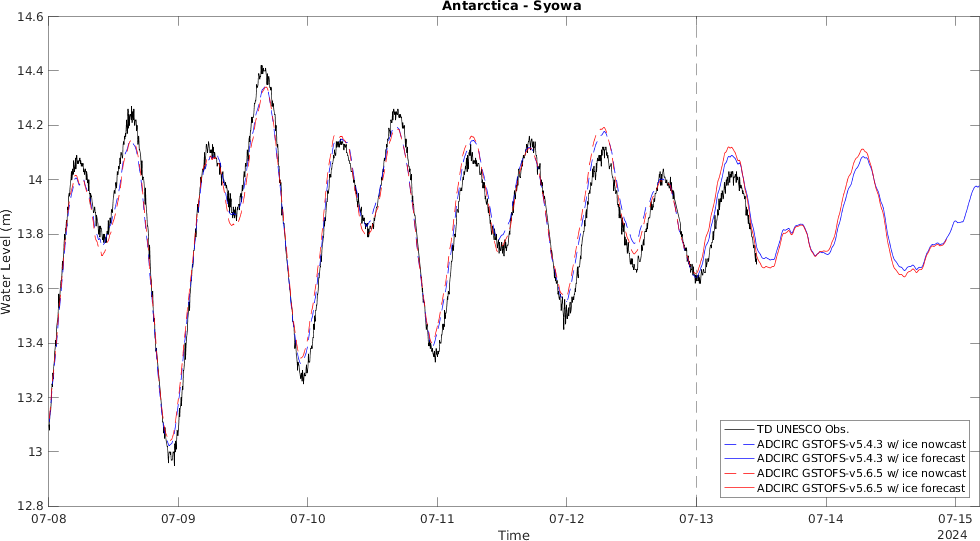 Antarctica - Syowa
14.6
14.4
14.2
14
13.8
13.6
13.4
13.2
13
12.8
Water Level (m)
07-08 07-09 07-10 07-11 07-12 07-13 07-14 07-15
Time
2024
TD UNESCO Obs.
ADCIRC GSTOFS-v5.4.3 w/ ice nowcast
ADCIRC GSTOFS-v5.4.3 w/ ice forecast
ADCIRC GSTOFS-v5.6.5 w/ ice nowcast
ADCIRC GSTOFS-v5.6.5 w/ ice forecast